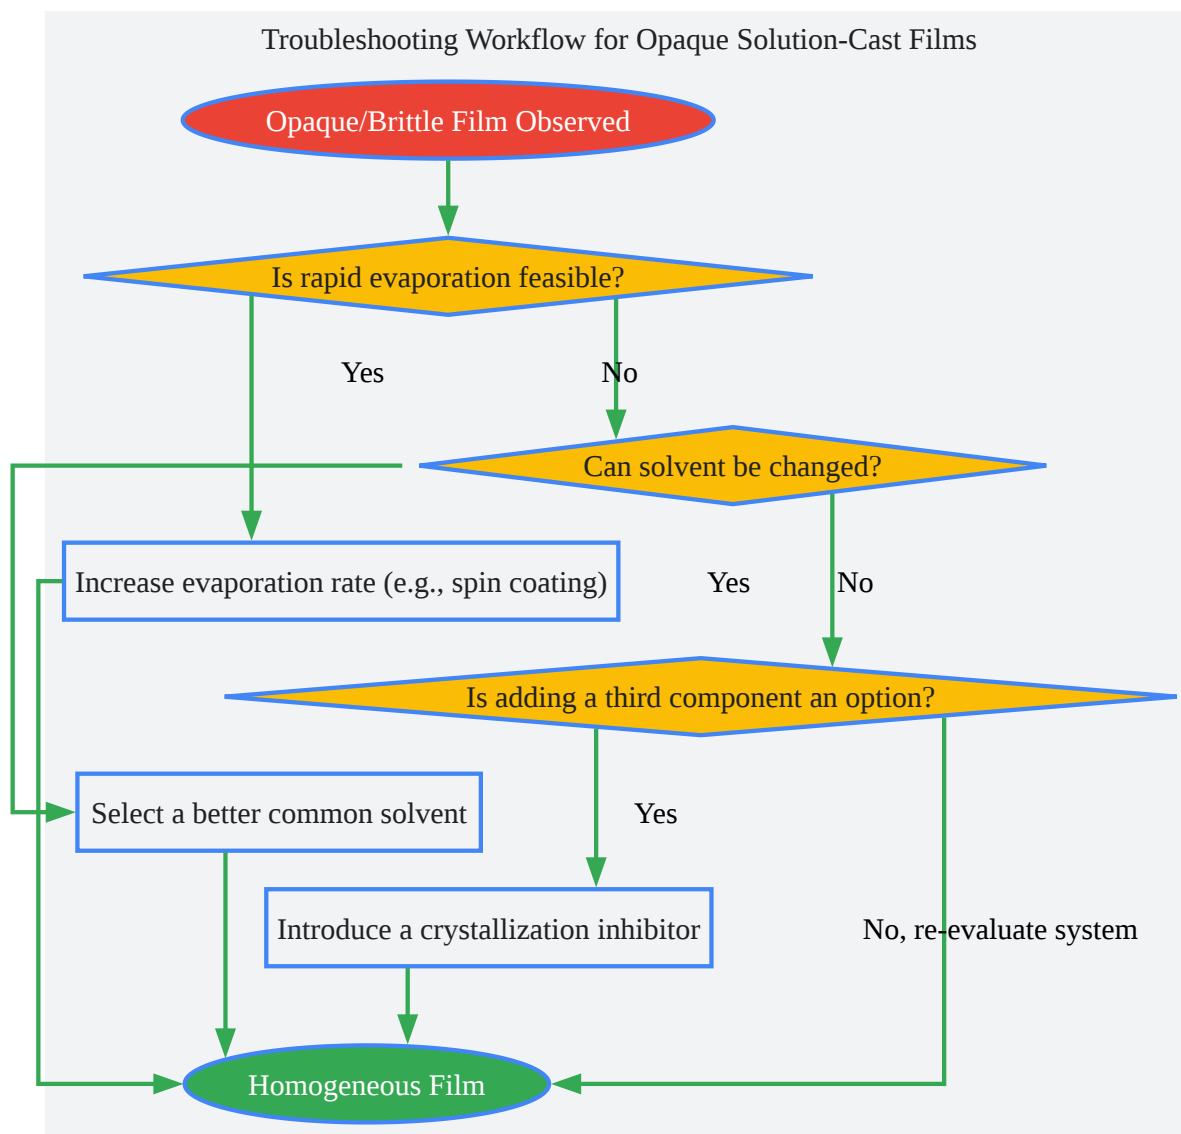 Troubleshooting Workflow for Opaque Solution-Cast Films
Opaque/Brittle Film Observed
Is rapid evaporation feasible?
Yes
No
Can solvent be changed?
Increase evaporation rate (e.g., spin coating)
Yes
No
Is adding a third component an option?
Select a better common solvent
Yes
Introduce a crystallization inhibitor
No, re-evaluate system
Homogeneous Film